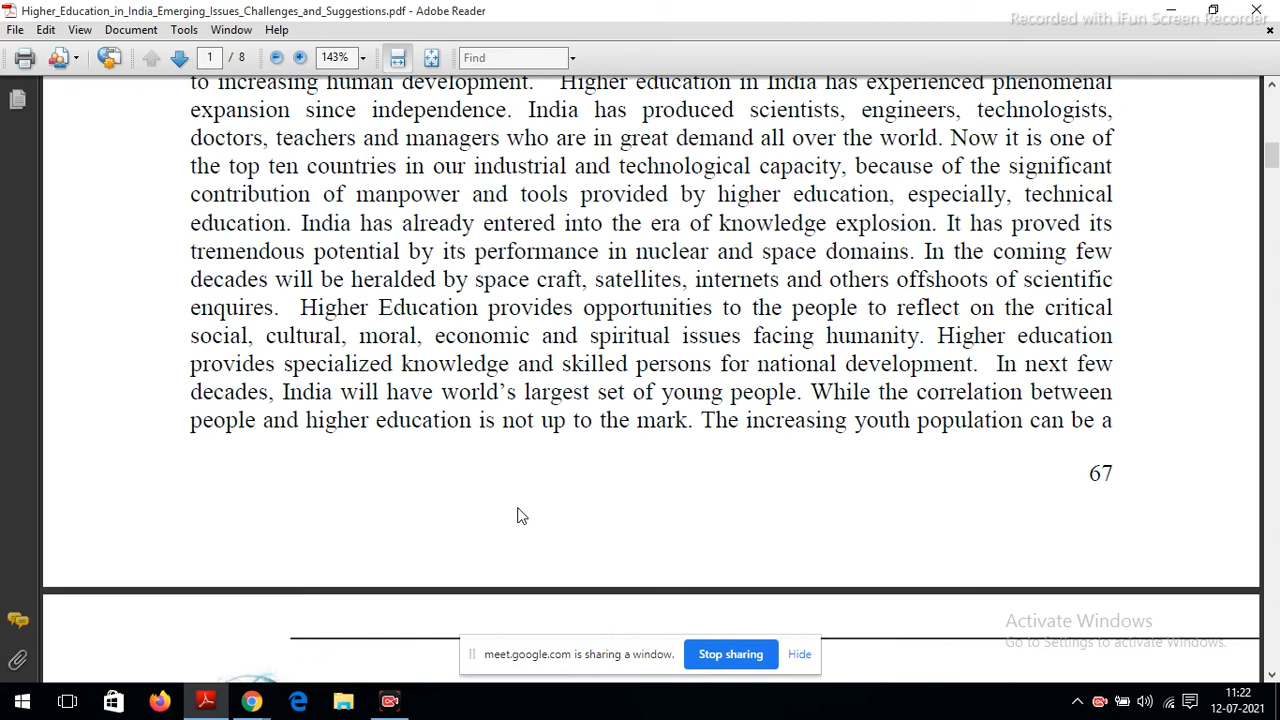 Higher_Education_in_India_Emerging_Issues_Challenges_and_Suggestions.pdf - Adobe Reader
Recorded with iFun Screen Recorder
File Edit View Document Tools Window Help
1 / 8 143% Find
to increasing human development. Higher education in India has experienced phenomenal
expansion since independence. India has produced scientists, engineers, technologists,
doctors, teachers and managers who are in great demand all over the world. Now it is one of
the top ten countries in our industrial and technological capacity, because of the significant
contribution of manpower and tools provided by higher education, especially, technical
education. India has already entered into the era of knowledge explosion. It has proved its
tremendous potential by its performance in nuclear and space domains. In the coming few
decades will be heralded by space craft, satellites, internets and others offshoots of scientific
enquires. Higher Education provides opportunities to the people to reflect on the critical
social, cultural, moral, economic and spiritual issues facing humanity. Higher education
provides specialized knowledge and skilled persons for national development. In next few
decades, India will have world's largest set of young people. While the correlation between
people and higher education is not up to the mark. The increasing youth population can be a
67
Activate Windows
Go to Settings to activate Windows.
meet.google.com is sharing a window. Stop sharing Hide
11:22
12-07-2021